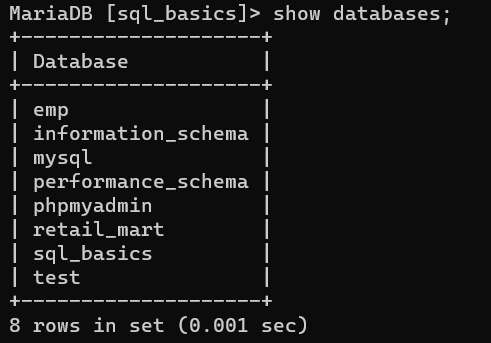 MariaDB [sql_basics]> show databases;
+--------------------+
| Database           |
+--------------------+
| emp                |
| information_schema |
| mysql              |
| performance_schema |
| phpmyadmin         |
| retail_mart        |
| sql_basics         |
| test               |
+--------------------+
8 rows in set (0.001 sec)